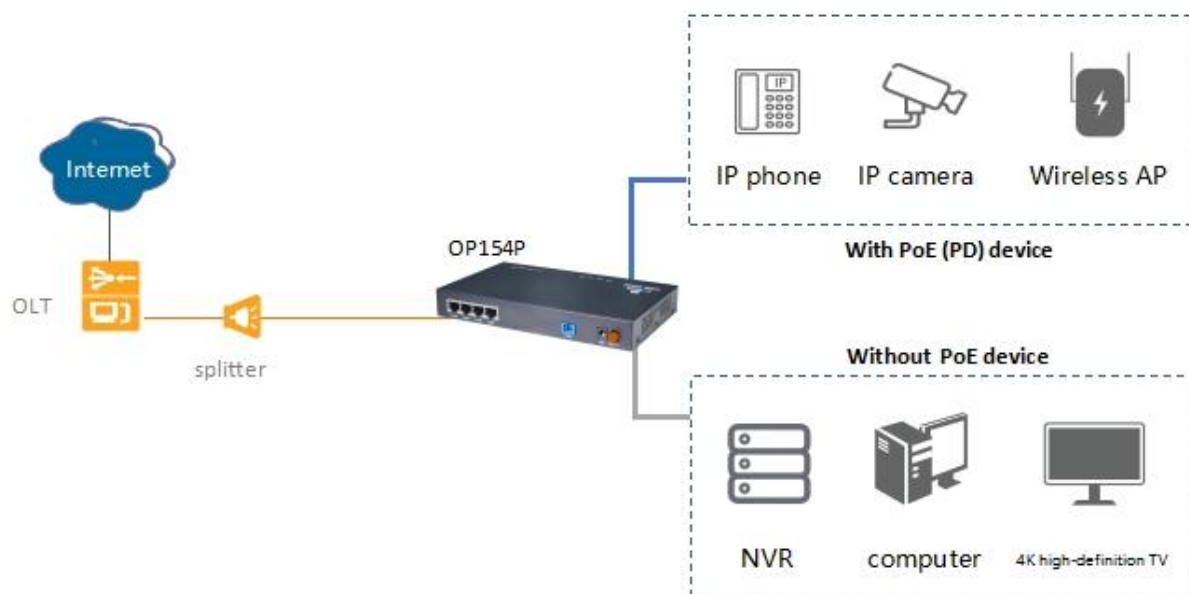 IP
IP phone
IP camera
Wireless AP
With PoE (PD) device
Internet
OLT
splitter
OP154P
Without PoE device
NVR
computer
4K high-definition TV